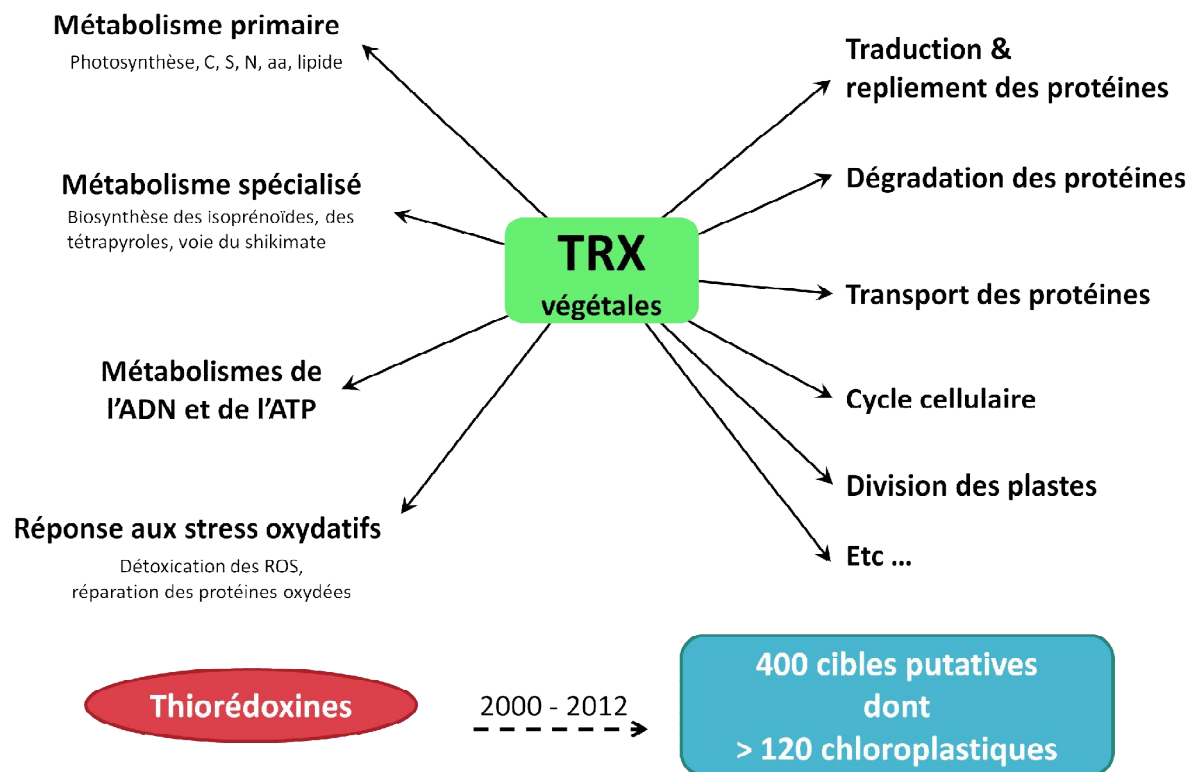 Métabolisme primaire
Photosynthèse, C, S, N, aa, lipide
Métabolisme spécialisé
Biosynthèse des isoprénoïdes, des
tétrapyroles, voie du shikimate
Métabolismes de
l'ADN et de l'ATP
Réponse aux stress oxydatifs
Détoxication des ROS,
réparation des protéines oxydées
TRX
végétales
Traduction &
repliement des protéines
Dégradation des protéines
Transport des protéines
Cycle cellulaire
Division des plastes
Etc ...
Thiorédoxines
2000 - 2012
400 cibles putatives
dont
> 120 chloroplastiques